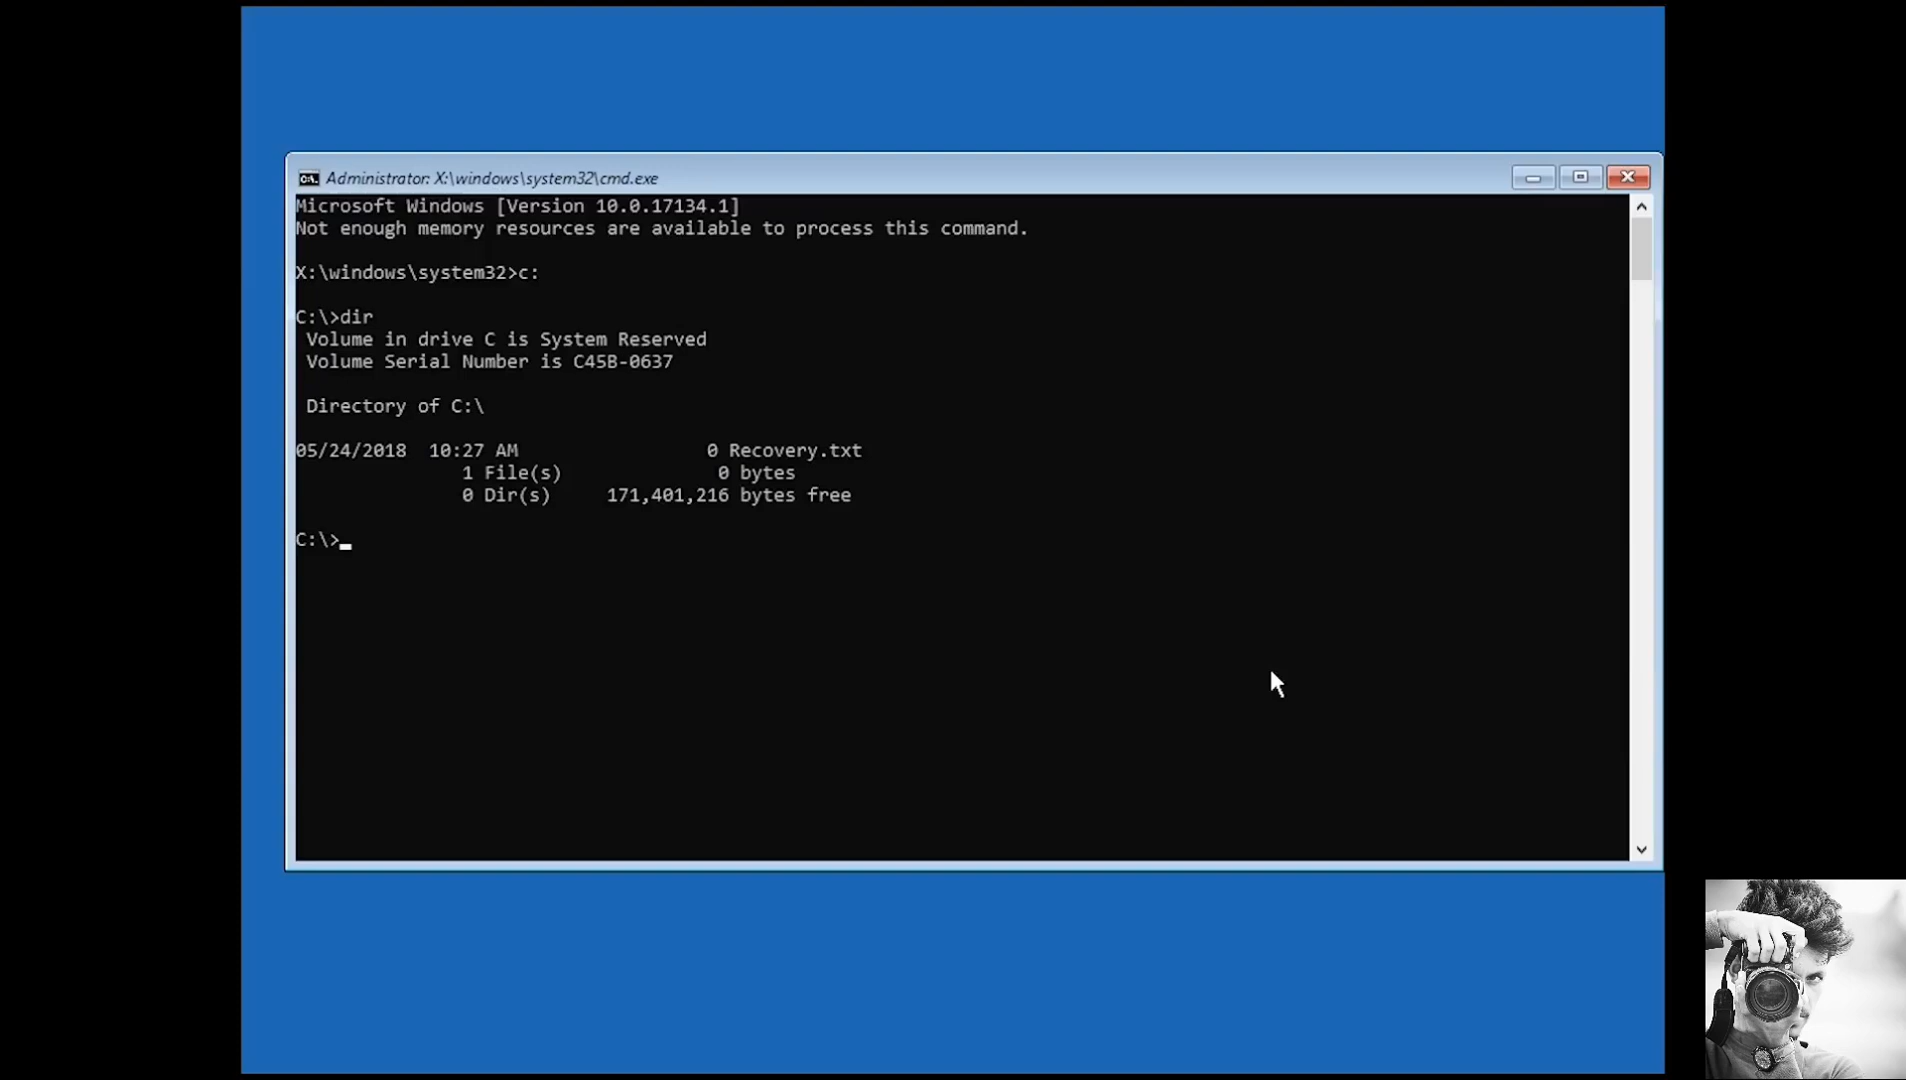 Administrator: X:\windows\system32\cmd.exe
Microsoft Windows [Version 10.0.17134.1]
Not enough memory resources are available to process this command.
X:\windows\system32>c:
C:\>dir
Volume in drive C is System Reserved
Volume Serial Number is C45B-0637
Directory of C:\
05/24/2018  10:27 AM                 0 Recovery.txt
1 File(s)              0 bytes
0 Dir(s)     171,401,216 bytes free
C:\>